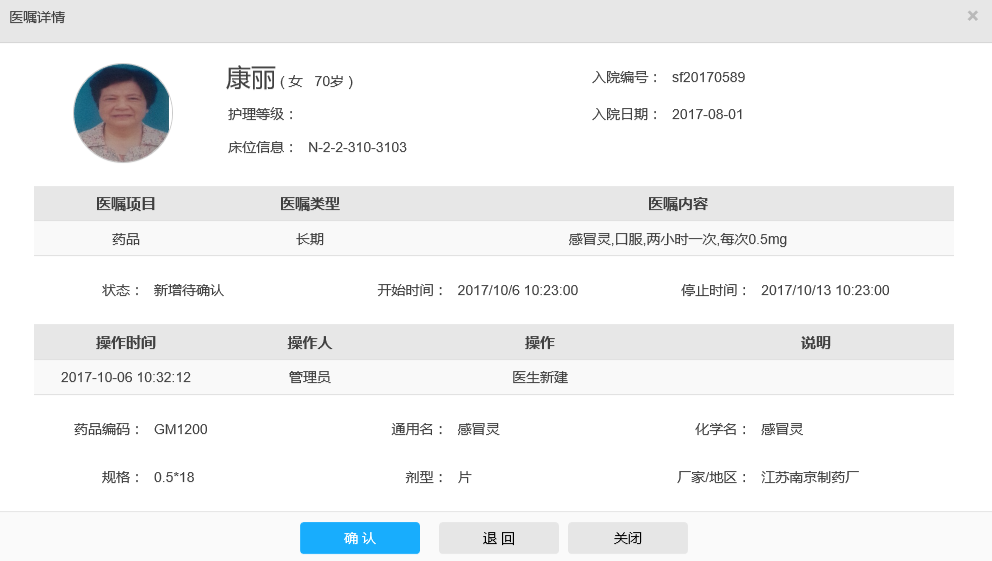 医嘱详情 ×
康丽 ( 女 70岁 ) 入院编号： sf20170589
护理等级： 入院日期： 2017-08-01
床位信息： N-2-2-310-3103
医嘱项目 医嘱类型 医嘱内容
药品 长期 感冒灵,口服,两小时一次,每次0.5mg
状态： 新增待确认 开始时间： 2017/10/6 10:23:00 停止时间： 2017/10/13 10:23:00
操作时间 操作人 操作 说明
2017-10-06 10:32:12 管理员 医生新建
药品编码： GM1200 通用名： 感冒灵 化学名： 感冒灵
规格： 0.5*18 剂型： 片 厂家/地区： 江苏南京制药厂
确 认 退 回 关闭